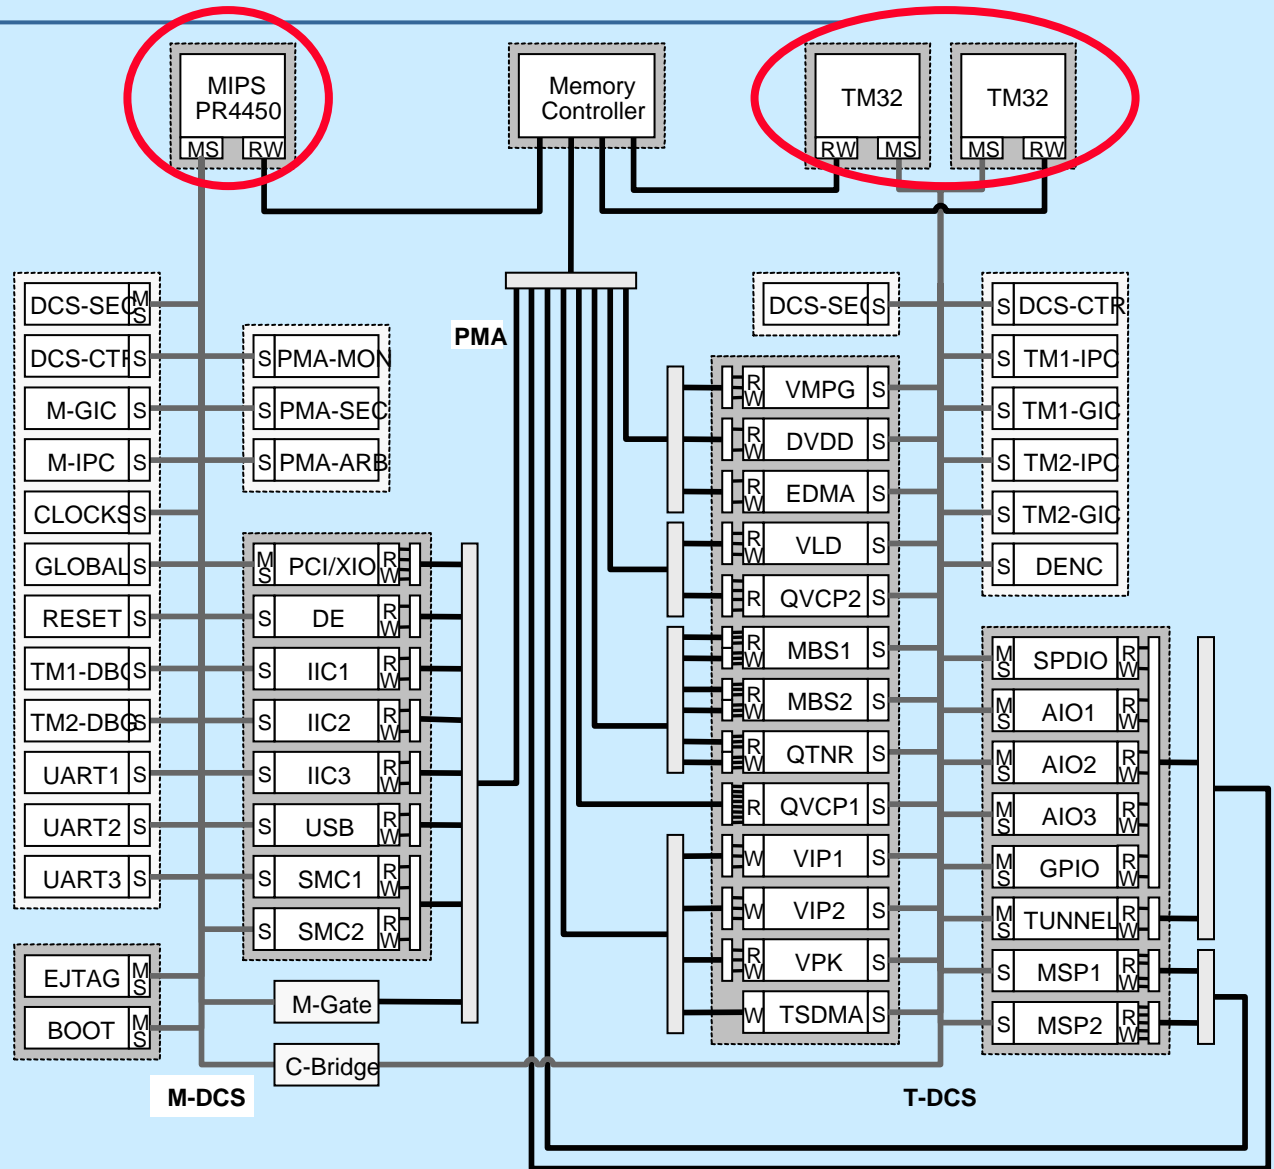 MIPS
PR4450
MS
RW
Memory
Controller
TM32
RW
MS
TM32
MS
RW
PMA
DCS-SEC
M
S
DCS-CTR
S
M-GIC
S
M-IPC
S
CLOCKS
S
GLOBAL
S
RESET
S
TM1-DBG
S
TM2-DBG
S
UART1
S
UART2
S
UART3
S
EJTAG
M
S
BOOT
M
S
S
PMA-MON
S
PMA-SEC
S
PMA-ARB
M
S
PCI/XIO
R
W
S
DE
R
W
S
IIC1
R
W
S
IIC2
R
W
S
IIC3
R
W
S
USB
R
W
S
SMC1
R
W
S
SMC2
R
W
M-Gate
C-Bridge
M-DCS
DCS-SEC
S
R
W
VMPG
S
R
W
DVDD
S
R
W
EDMA
S
R
W
VLD
S
R
QVCP2
S
R
W
MBS1
S
R
W
MBS2
S
R
W
QTNR
S
R
QVCP1
S
W
VIP1
S
W
VIP2
S
R
W
VPK
S
W
TSDMA
S
S
DCS-CTR
S
TM1-IPC
S
TM1-GIC
S
TM2-IPC
S
TM2-GIC
S
DENC
M
S
SPDIO
R
W
M
S
AIO1
R
W
M
S
AIO2
R
W
M
S
AIO3
R
W
M
S
GPIO
R
W
M
S
TUNNEL
R
W
S
MSP1
R
W
S
MSP2
R
W
T-DCS